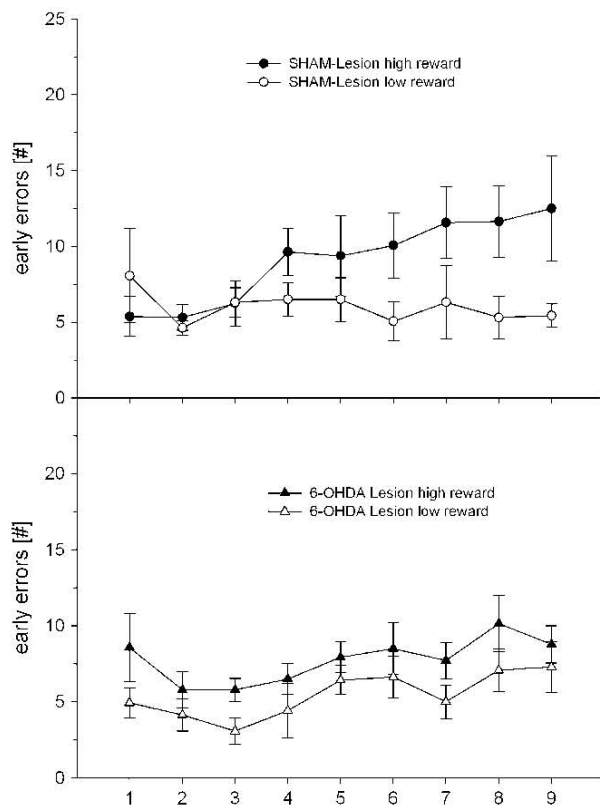 25
SHAM-Lesion high reward
SHAM-Lesion low reward
20
15
early errors [#]
10
5
0
20
6-OHDA Lesion high reward
6-OHDA Lesion low reward
15
early errors [#]
10
5
0
1 2 3 4 5 6 7 8 9